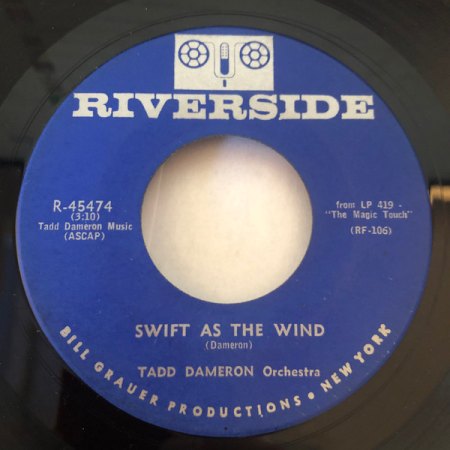 RIVERSIDE
R-45474
(3:10)
Tadd Dameron Music
(ASCAP)
from LP 419 -
"The Magic Touch"
(RF-106)
SWIFT AS THE WIND
(Dameron)
TADD DAMERON Orchestra
BILL GRAUER PRODUCTIONS • NEW YORK